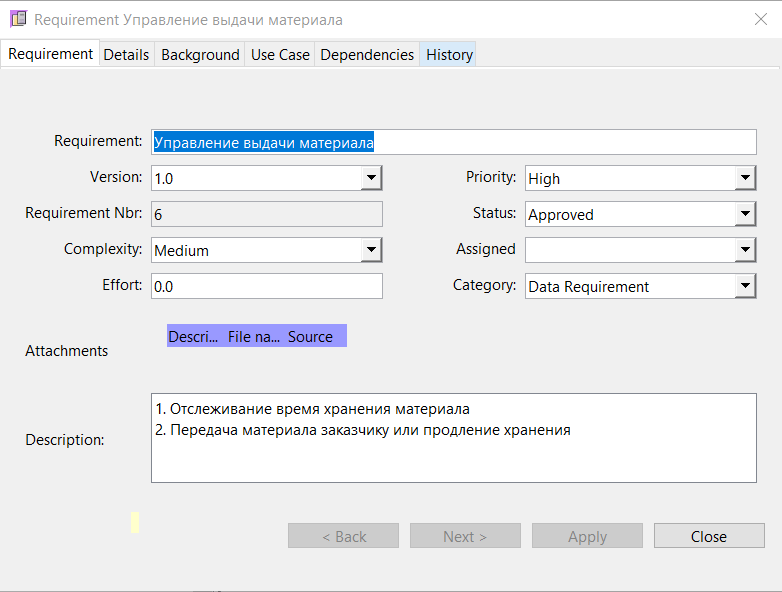 Requirement Управление выдачи материала
Requirement Details Background Use Case Dependencies History
Requirement: Управление выдачи материала
Version: 1.0 Priority: High
Requirement Nbr: 6 Status: Approved
Complexity: Medium Assigned
Effort: 0.0 Category: Data Requirement
Attachments Descri... File na... Source
Description:
1. Отслеживание время хранения материала
2. Передача материала заказчику или продление хранения
< Back Next > Apply Close